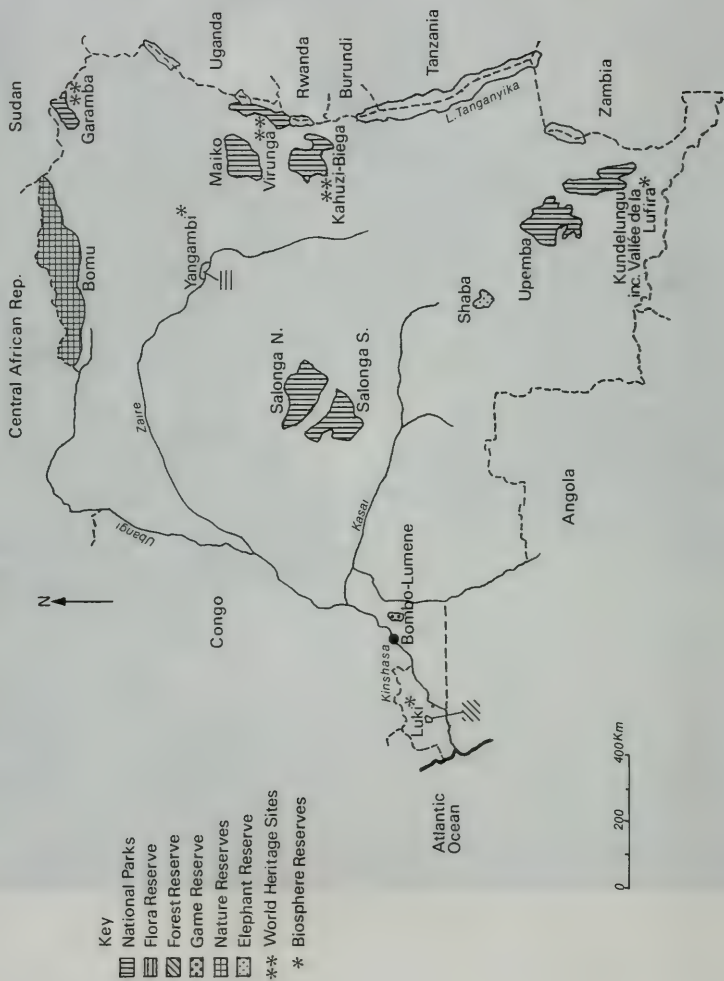 Sudan
Central African Rep.
Garamba
**
Uganda
Bomu
Maiko
Virunga
**
Rwanda
Burundi
Kahuzi-Biega
**
Yangambi*
Tanzania
L. Tanganyika
Zambia
Zaire
Ubangi
Salonga N.
Salonga S.
Shaba
Upemba
Kundelungu
inc. Vallée de la
Lufira*
Kasai
Angola
N
Congo
Kinshasa
Bombo-Lumene
Luki*
Atlantic
Ocean
Key
National Parks
Flora Reserve
Forest Reserve
Game Reserve
Nature Reserves
Elephant Reserve
** World Heritage Sites
* Biosphere Reserves
0 200 400Km